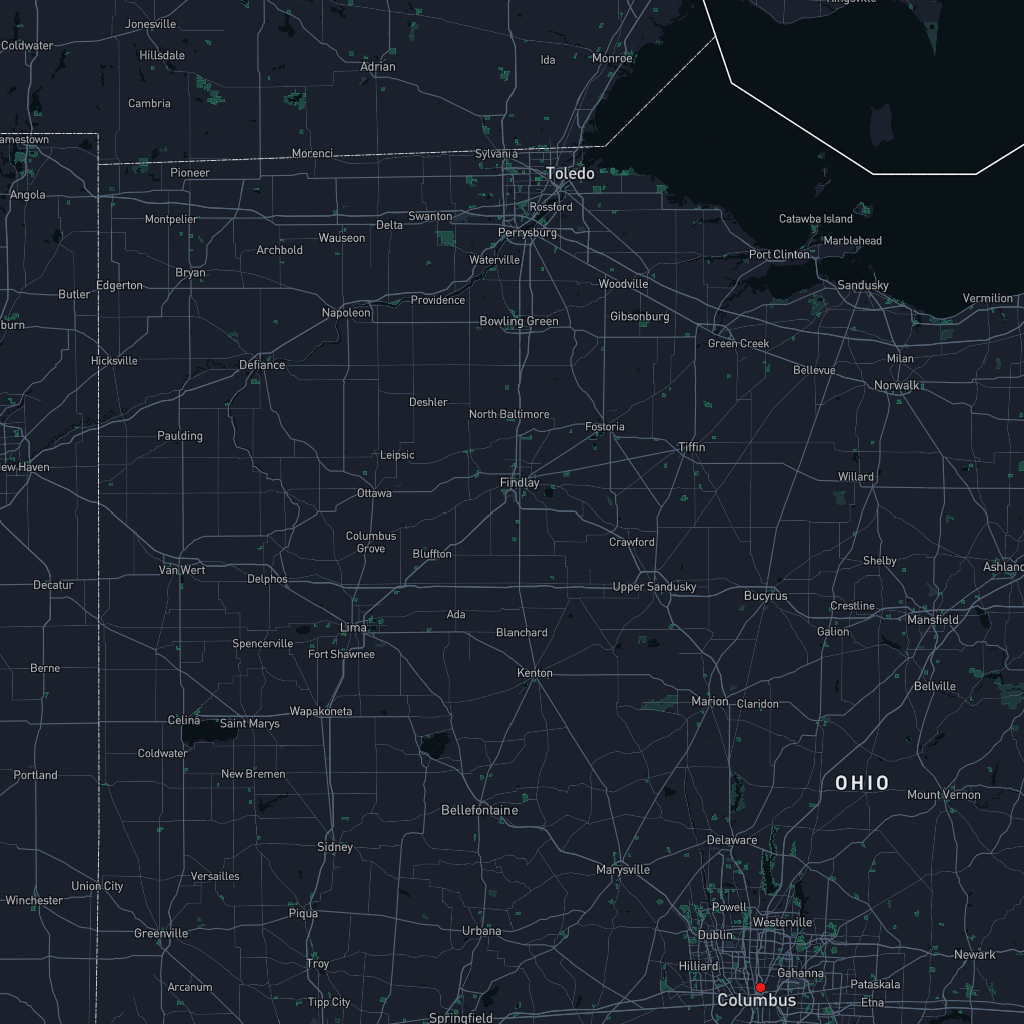 Kingsville
Jonesville
Coldwater
Hillsdale
Ida
Monroe
Adrian
Cambria
amestown
Morenci
Sylvania
Pioneer
Toledo
Angola
Rossford
Montpelier
Swanton
Delta
Catawba Island
Wauseon
Perrysburg
Marblehead
Archbold
Port Clinton
Waterville
Bryan
Edgerton
Woodville
Sandusky
Butler
Providence
Vermilion
Napoleon
Gibsonburg
burn
Bowling Green
Green Creek
Hicksville
Milan
Defiance
Bellevue
Norwalk
Deshler
North Baltimore
Fostoria
Paulding
Tiffin
Leipsic
ew Haven
Willard
Findlay
Ottawa
Columbus
Grove
Crawford
Bluffton
Shelby
Van Wert
Ashland
Delphos
Decatur
Upper Sandusky
Bucyrus
Crestline
Ada
Mansfield
Lima
Blanchard
Galion
Spencerville
Fort Shawnee
Berne
Kenton
Bellville
Marion
Claridon
Wapakoneta
Celina
Saint Marys
Coldwater
New Bremen
Portland
OHIO
Mount Vernon
Bellefontaine
Delaware
Sidney
Marysville
Versailles
Union City
Winchester
Powell
Piqua
Westerville
Urbana
Greenville
Dublin
Newark
Troy
Hilliard
Gahanna
Arcanum
Pataskala
Tipp City
Columbus
Etna
Springfield